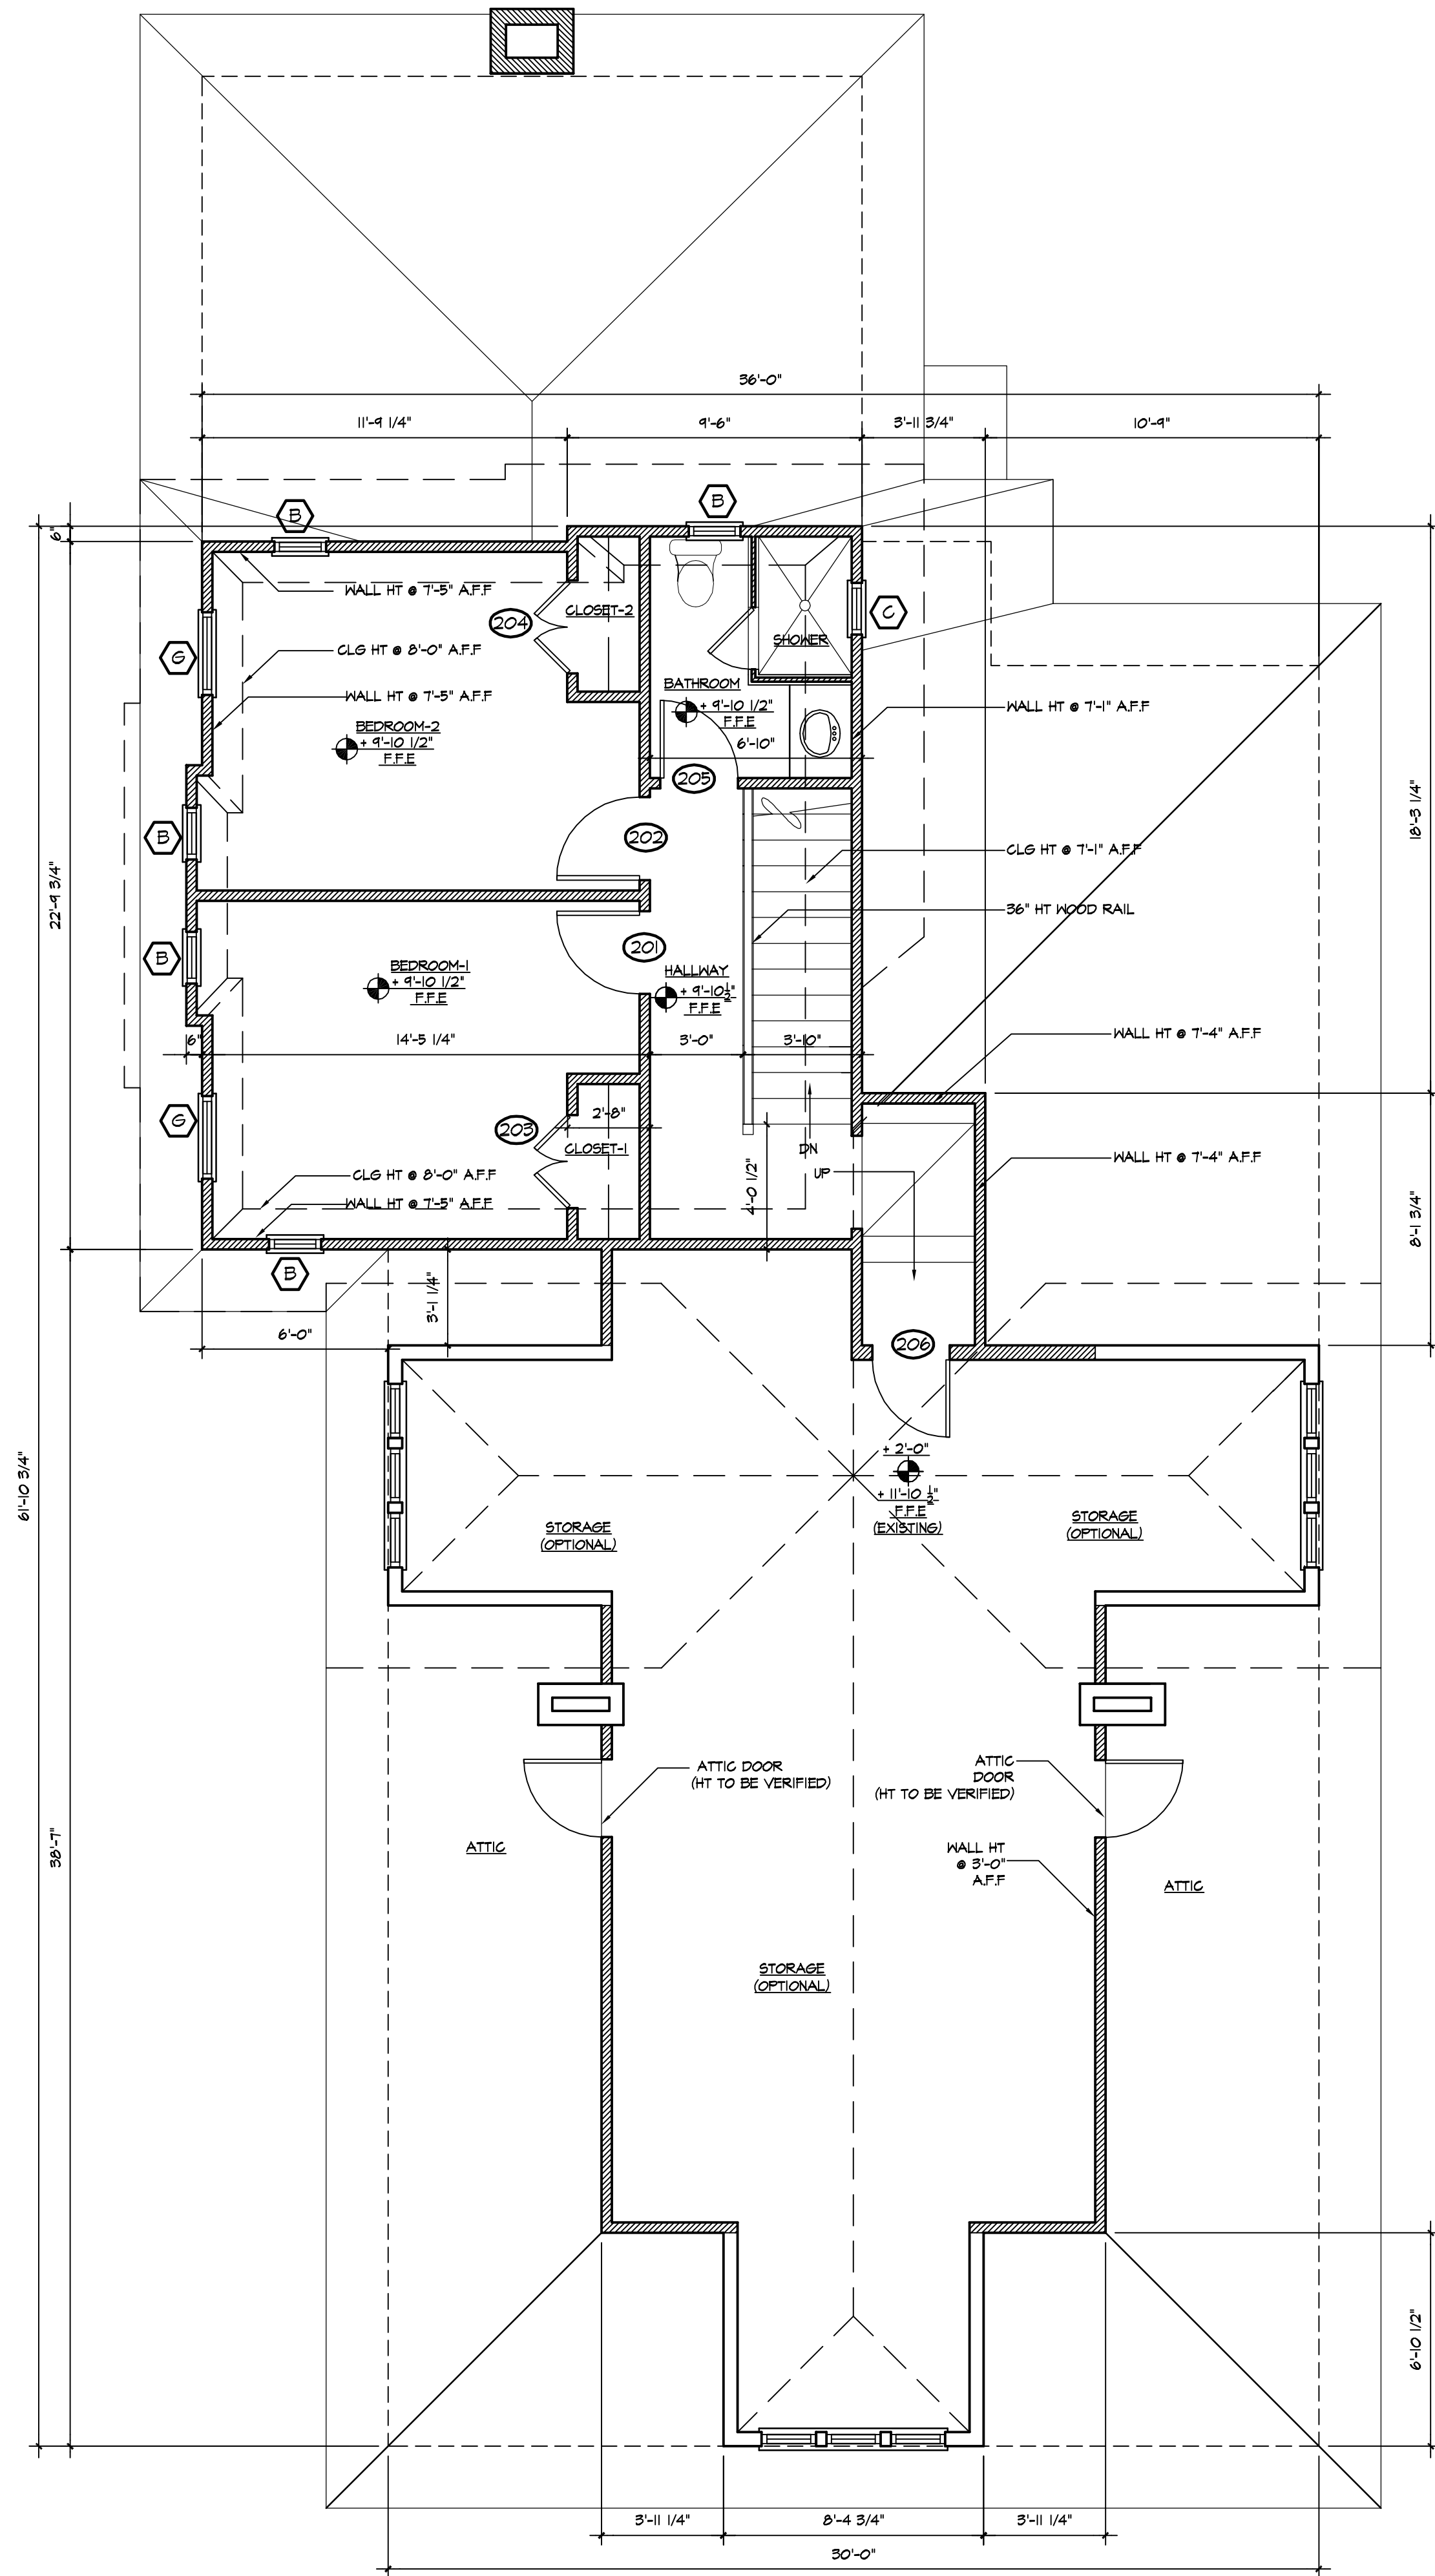 36'-0"
11'-9 1/4"
9'-6"
3'-11 3/4"
10'-9"
B
B
6"
WALL HT @ 7'-5" A.F.F
204
CLOSET-2
C
SHOWER
G
CLG HT @ 8'-0" A.F.F
BATHROOM
WALL HT @ 7'-5" A.F.F
+ 9'-10 1/2"
F.F.E
WALL HT @ 7'-1" A.F.F
BEDROOM-2
+ 9'-10 1/2"
F.F.E
6'-10"
205
18'-3 1/4"
B
202
CLG HT @ 7'-1" A.F.F
22'-9 3/4"
36" HT WOOD RAIL
B
201
BEDROOM-1
+ 9'-10 1/2"
F.F.E
HALLWAY
+ 9'-10 1/2"
F.F.E
WALL HT @ 7'-4" A.F.F
6"
14'-5 1/4"
3'-0"
3'-10"
G
203
2'-8"
CLOSET-1
DN
WALL HT @ 7'-4" A.F.F
UP
CLG HT @ 8'-0" A.F.F
4'-0 1/2"
WALL HT @ 7'-5" A.F.F
8'-1 3/4"
B
3'-1 1/4"
6'-0"
206
+ 2'-0"
+ 11'-10 1/2"
F.F.E
(EXISTING)
61'-10 3/4"
STORAGE
(OPTIONAL)
STORAGE
(OPTIONAL)
ATTIC DOOR
(HT TO BE VERIFIED)
ATTIC
DOOR
(HT TO BE VERIFIED)
38'-7"
ATTIC
WALL HT
@ 3'-0"
A.F.F
ATTIC
STORAGE
(OPTIONAL)
6'-10 1/2"
3'-11 1/4"
8'-4 3/4"
3'-11 1/4"
30'-0"